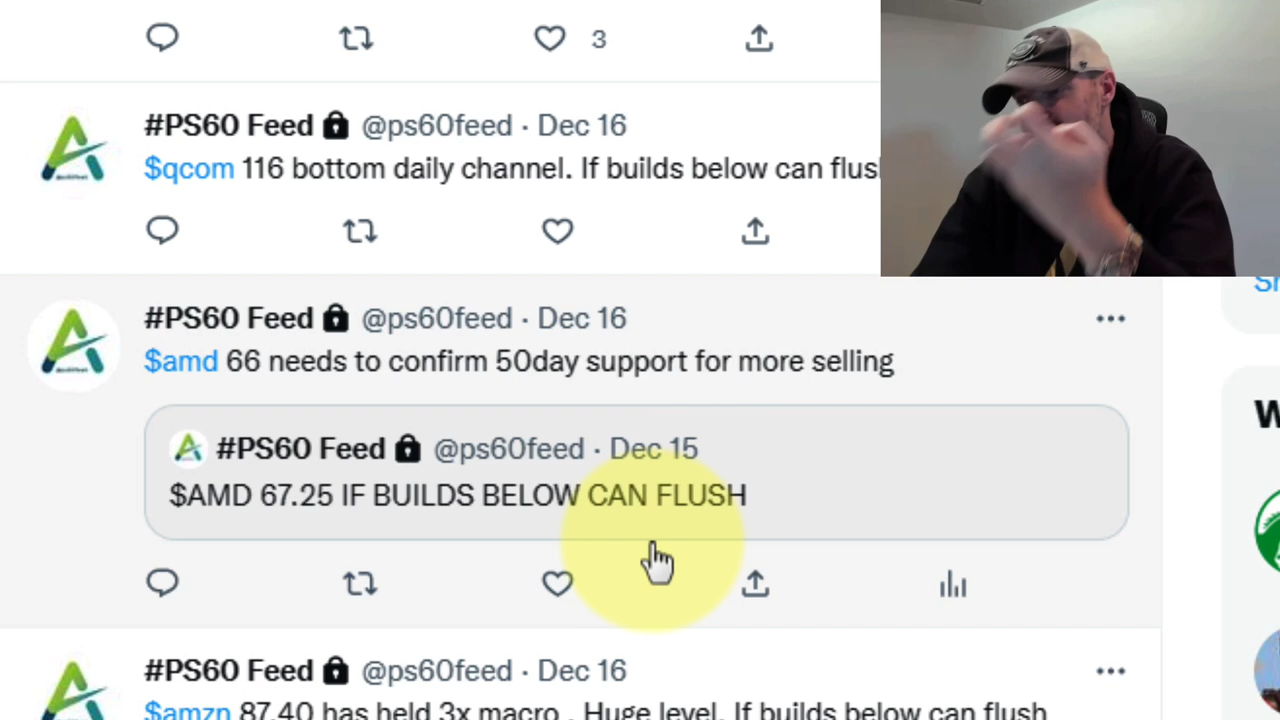 3
#PS60 Feed @ps60feed · Dec 16
$qcom 116 bottom daily channel. If builds below can
#PS60 Feed @ps60feed · Dec 16
$amd 66 needs to confirm 50day support for more selling
#PS60 Feed @ps60feed · Dec 15
$AMD 67.25 IF BUILDS BELOW CAN FLUSH
#PS60 Feed @ps60feed · Dec 16
$amzn 87.40 has held 3x macro . Huge level. If builds below can flush